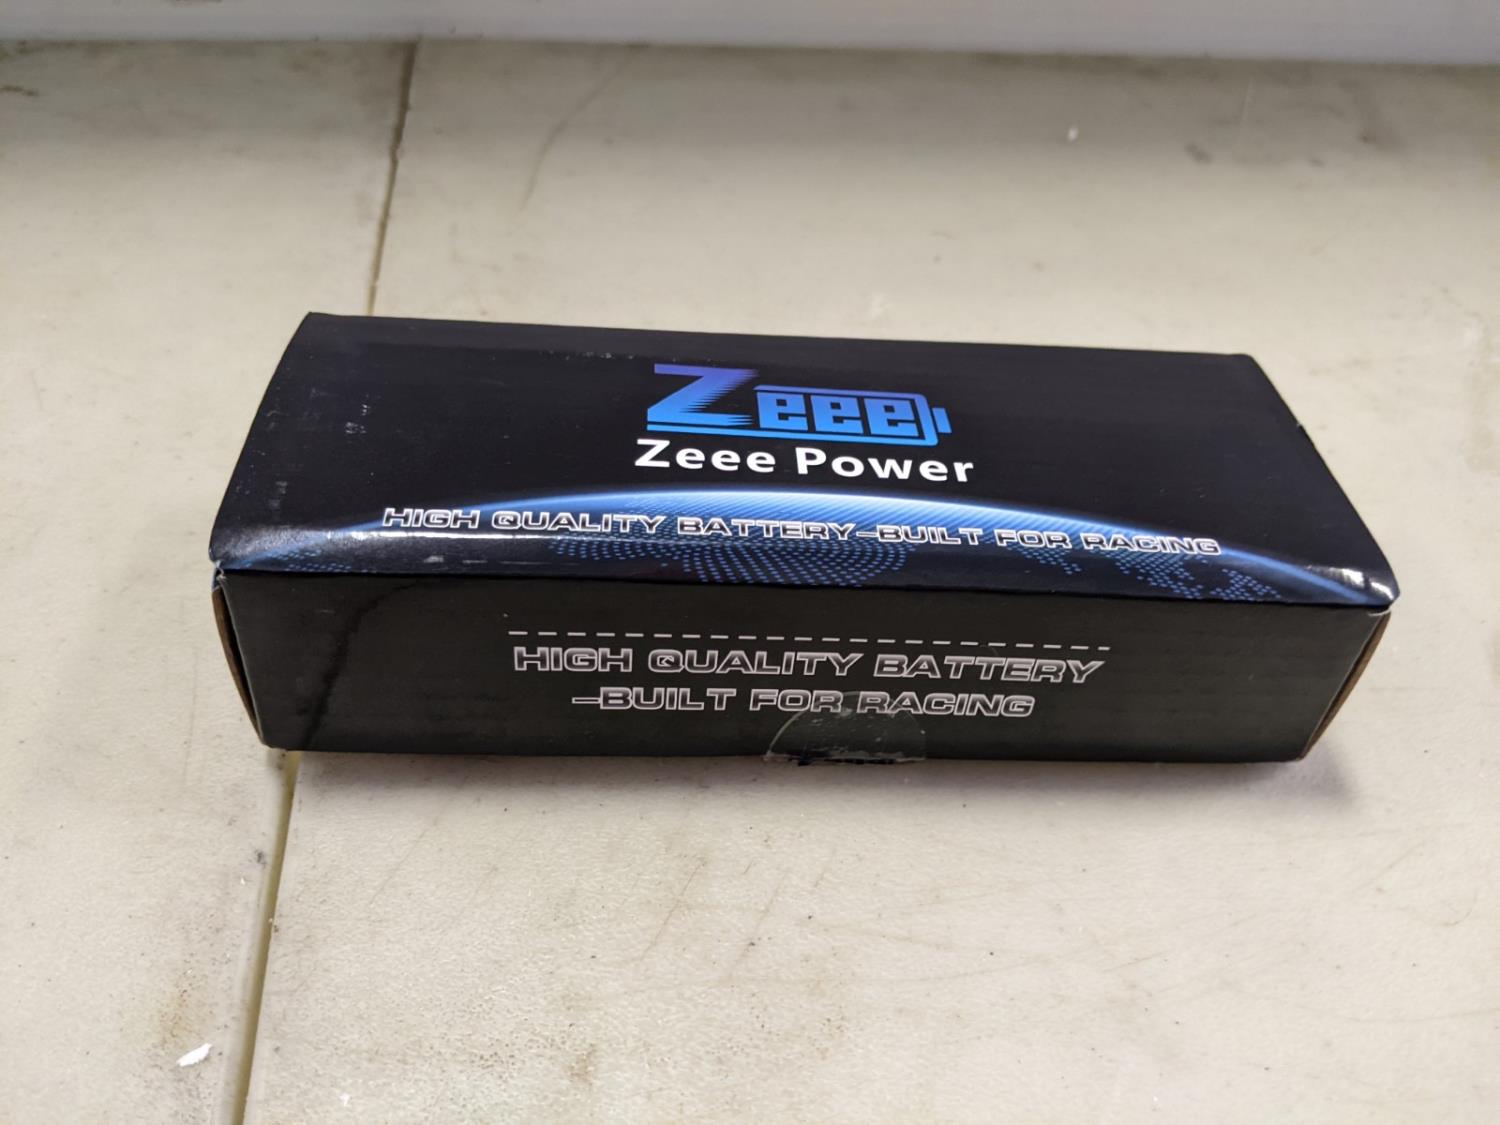 Zeee
Zeee Power
HIGH QUALITY BATTERY-BUILT FOR RACING
HIGH QUALITY BATTERY
-BUILT FOR RACING